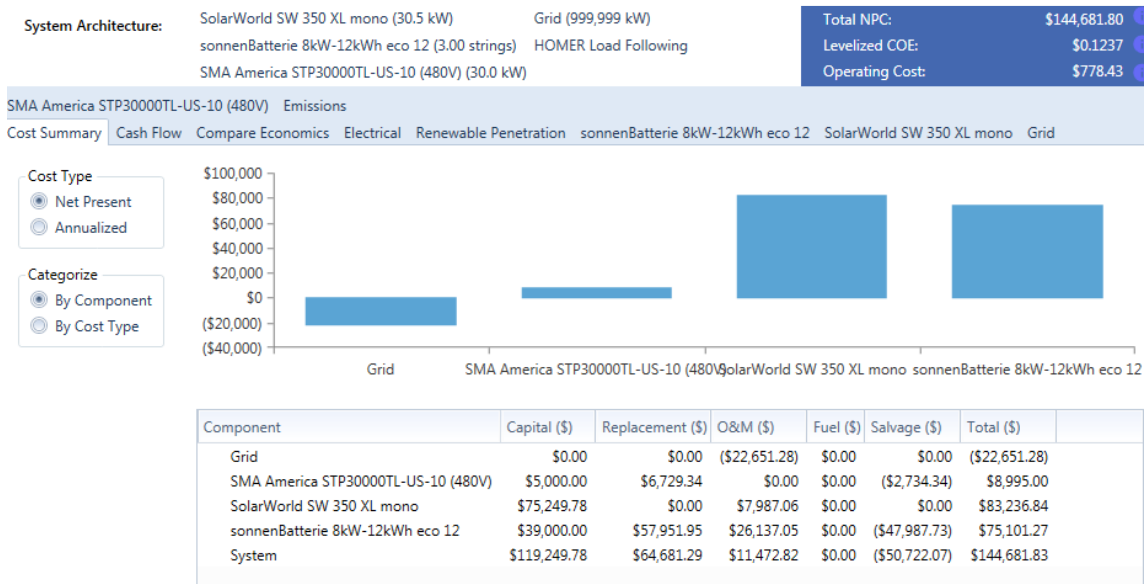 System Architecture:
SolarWorld SW 350 XL mono (30.5 kW) Grid (999,999 kW)
sonnenBatterie 8kW-12kWh eco 12 (3.00 strings) HOMER Load Following
SMA America STP30000TL-US-10 (480V) (30.0 kW)
Total NPC: $144,681.80
Levelized COE: $0.1237
Operating Cost: $778.43
SMA America STP30000TL-US-10 (480V) Emissions
Cost Summary Cash Flow Compare Economics Electrical Renewable Penetration sonnenBatterie 8kW-12kWh eco 12 SolarWorld SW 350 XL mono Grid
Cost Type
Net Present
Annualized
Categorize
By Component
By Cost Type
$100,000
$80,000
$60,000
$40,000
$20,000
$0
($20,000)
($40,000)
Grid SMA America STP30000TL-US-10 (480V) SolarWorld SW 350 XL mono sonnenBatterie 8kW-12kWh eco 12
Component Capital ($) Replacement ($) O&M ($) Fuel ($) Salvage ($) Total ($)
Grid $0.00 $0.00 ($22,651.28) $0.00 $0.00 ($22,651.28)
SMA America STP30000TL-US-10 (480V) $5,000.00 $6,729.34 $0.00 $0.00 ($2,734.34) $8,995.00
SolarWorld SW 350 XL mono $75,249.78 $0.00 $7,987.06 $0.00 $0.00 $83,236.84
sonnenBatterie 8kW-12kWh eco 12 $39,000.00 $57,951.95 $26,137.05 $0.00 ($47,987.73) $75,101.27
System $119,249.78 $64,681.29 $11,472.82 $0.00 ($50,722.07) $144,681.83